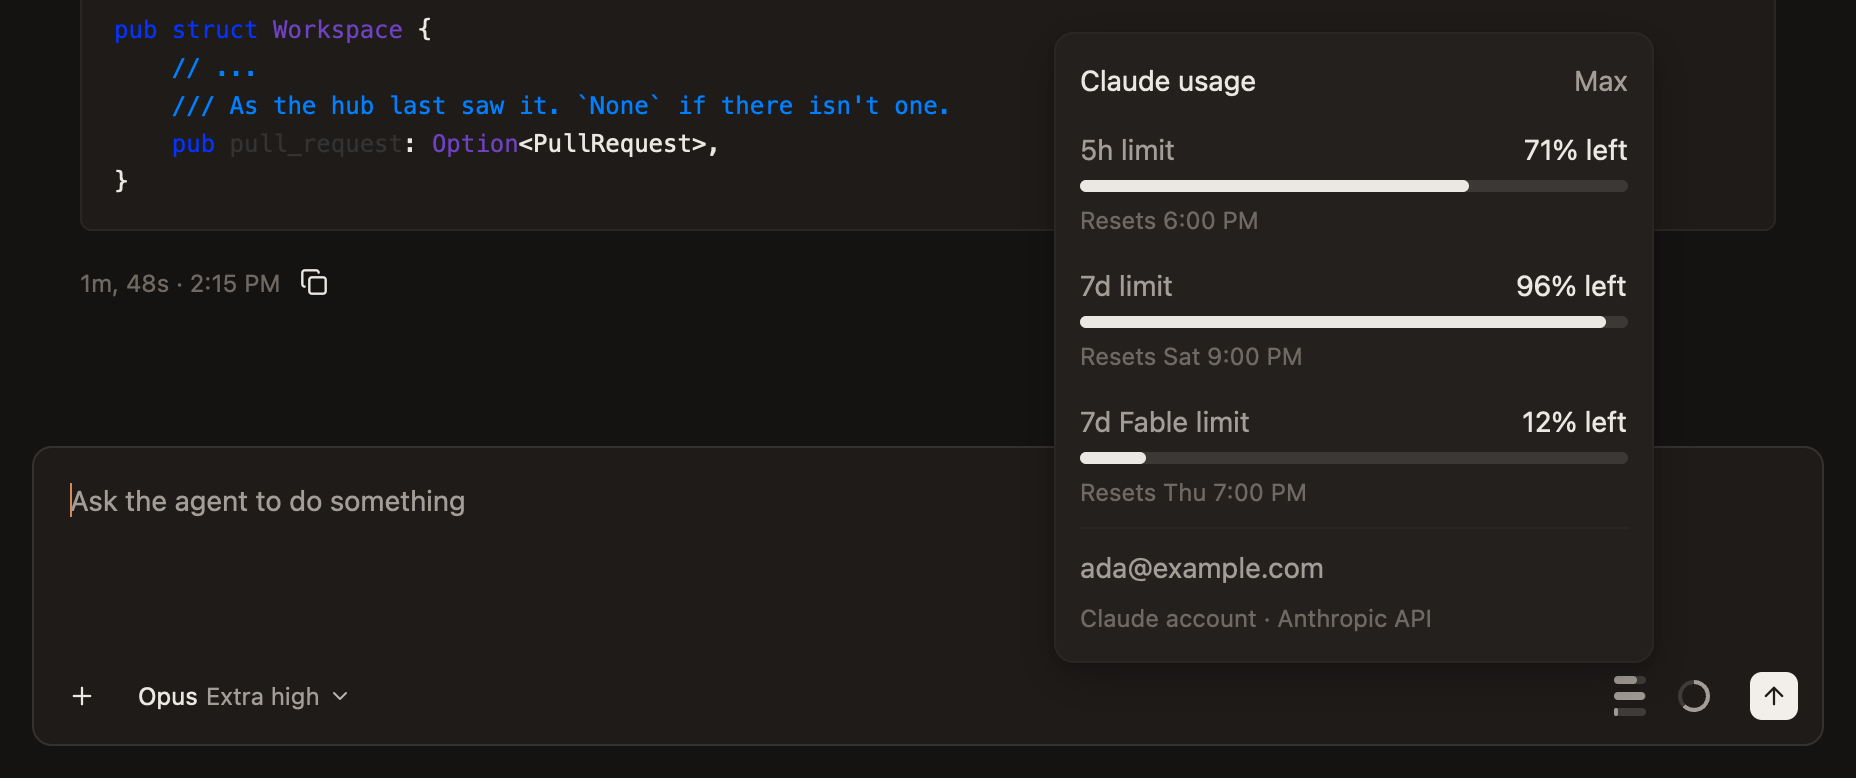 pub struct Workspace {
// ...
/// As the hub last saw it. `None` if there isn't one.
pub pull_request: Option<PullRequest>,
}
1m, 48s · 2:15 PM
Claude usage Max
5h limit 71% left
Resets 6:00 PM
7d limit 96% left
Resets Sat 9:00 PM
7d Fable limit 12% left
Resets Thu 7:00 PM
ada@example.com
Claude account · Anthropic API
Ask the agent to do something
Opus Extra high